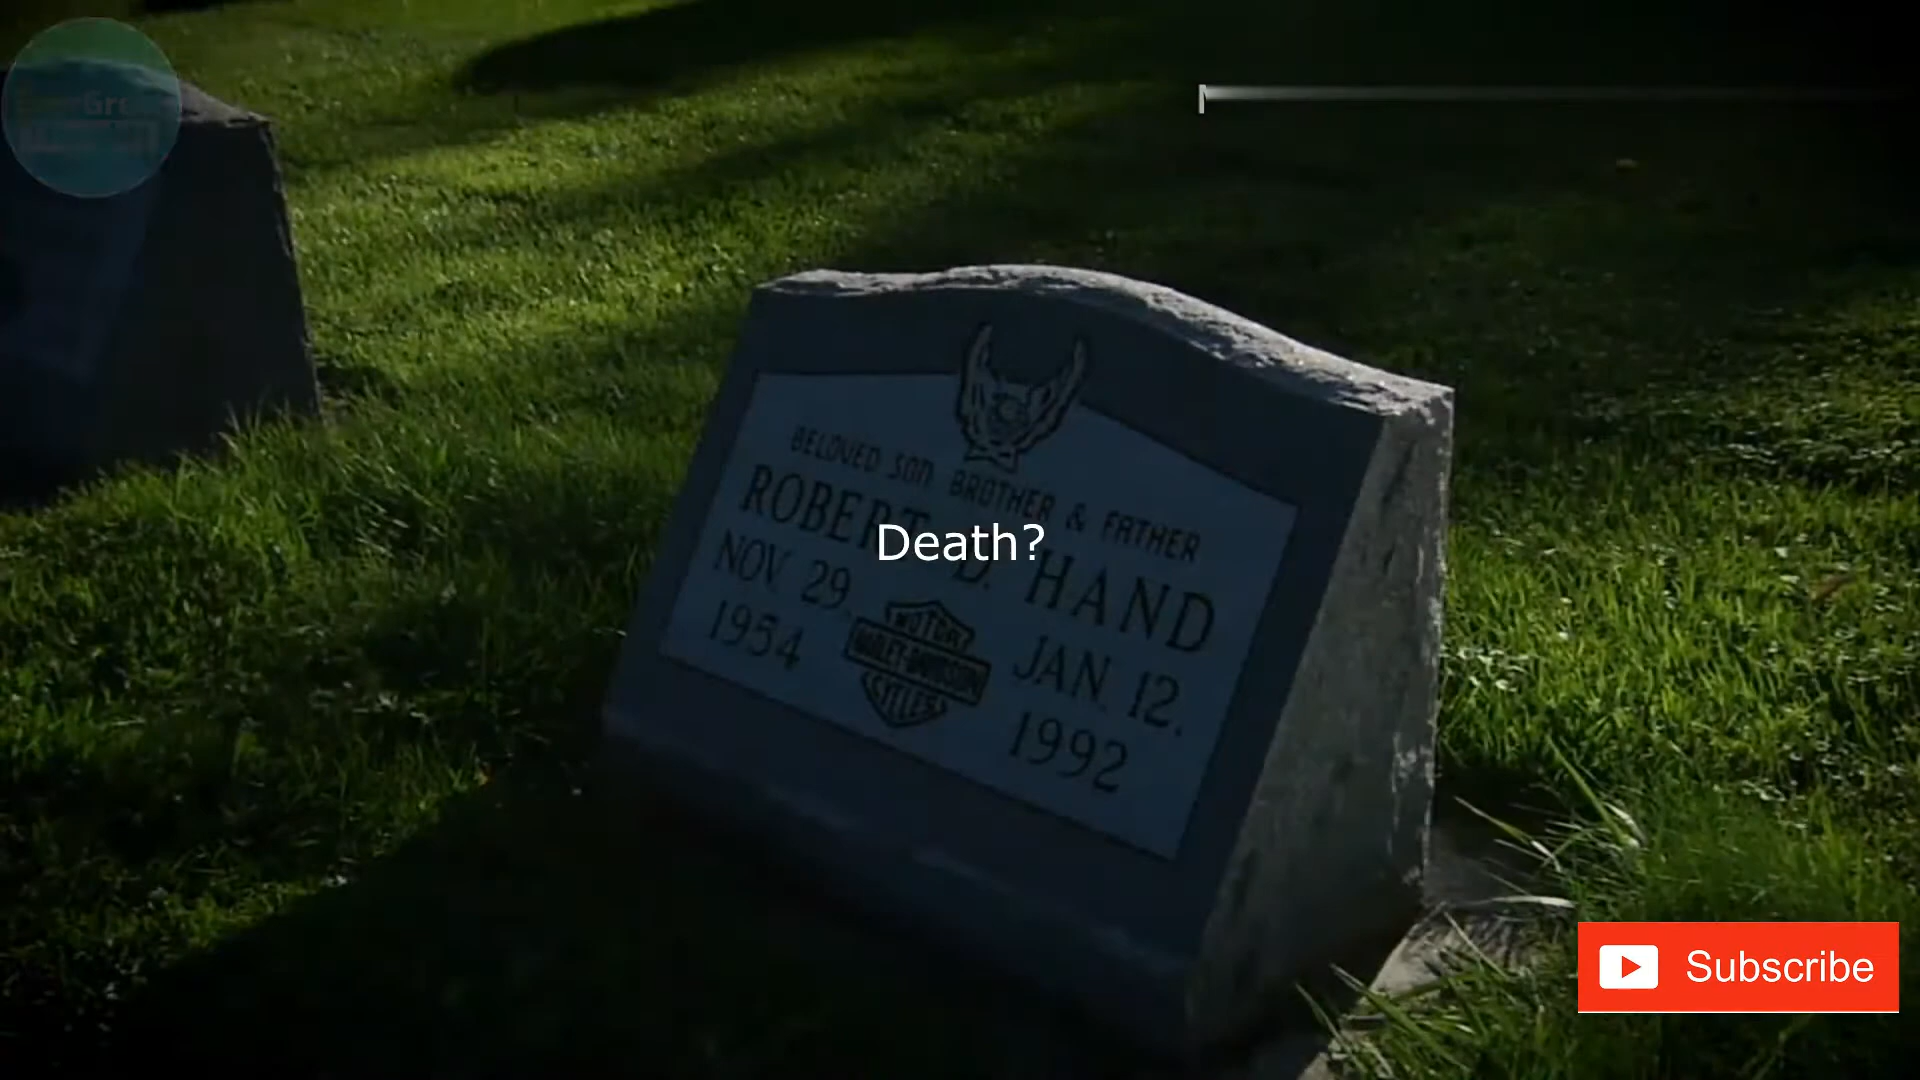 BELOVED SON BROTHER & FATHER
ROBERT D. HAND
NOV. 29, 1954
JAN. 12, 1992
MOTOR
HARLEY-DAVIDSON
CYCLES
Death?
Subscribe